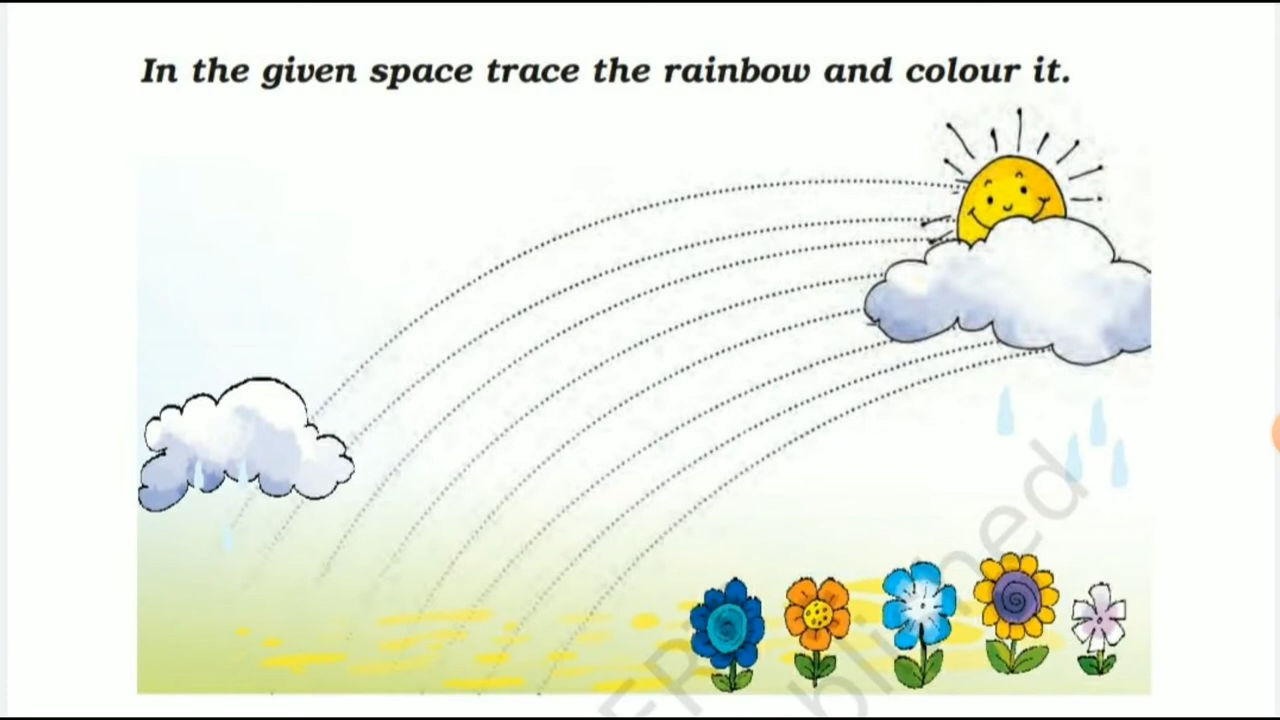 In the given space trace the rainbow and colour it.